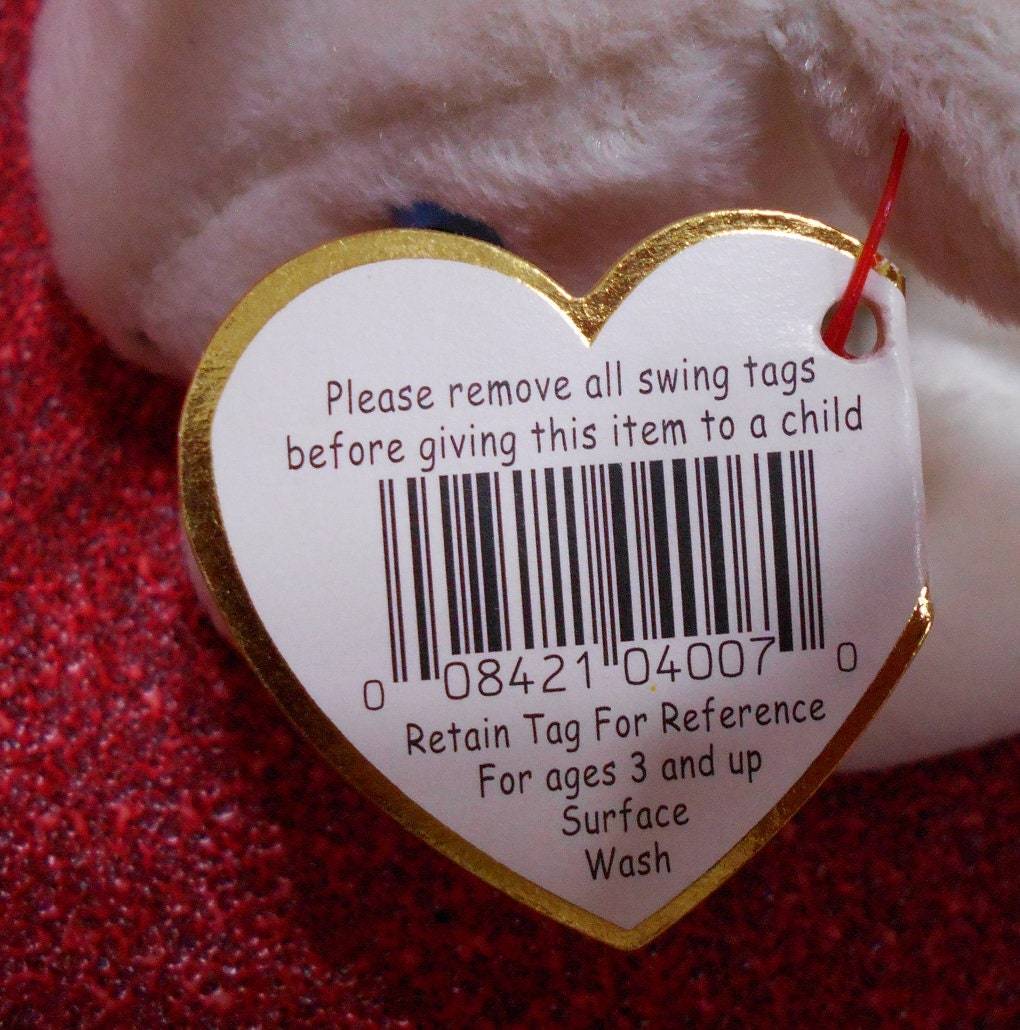 Please remove all swing tags
before giving this item to a child
0 08421 04007 0
Retain Tag For Reference
For ages 3 and up
Surface
Wash